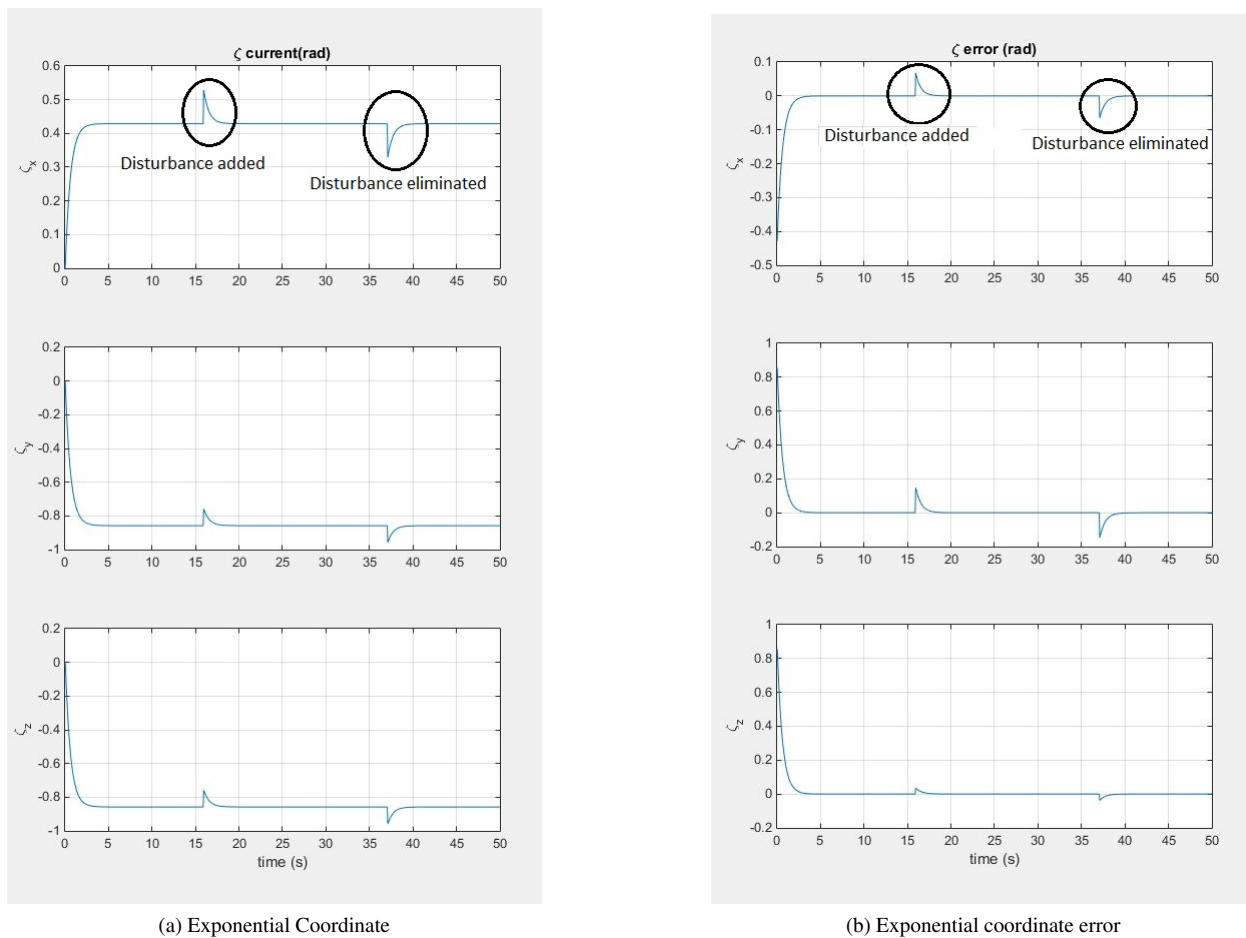 ζ current(rad)
0.6
0.5
0.4
0.3
0.2
0.1
0
ζx
Disturbance added
Disturbance eliminated
0 5 10 15 20 25 30 35 40 45 50
0.2
0
-0.2
-0.4
-0.6
-0.8
-1
ζy
0 5 10 15 20 25 30 35 40 45 50
0.2
0
-0.2
-0.4
-0.6
-0.8
-1
ζz
0 5 10 15 20 25 30 35 40 45 50
time (s)
(a) Exponential Coordinate
ζ error (rad)
0.1
0
-0.1
-0.2
-0.3
-0.4
-0.5
ζx
Disturbance added
Disturbance eliminated
0 5 10 15 20 25 30 35 40 45 50
1
0.8
0.6
0.4
0.2
0
-0.2
ζy
0 5 10 15 20 25 30 35 40 45 50
1
0.8
0.6
0.4
0.2
0
-0.2
ζz
0 5 10 15 20 25 30 35 40 45 50
time (s)
(b) Exponential coordinate error